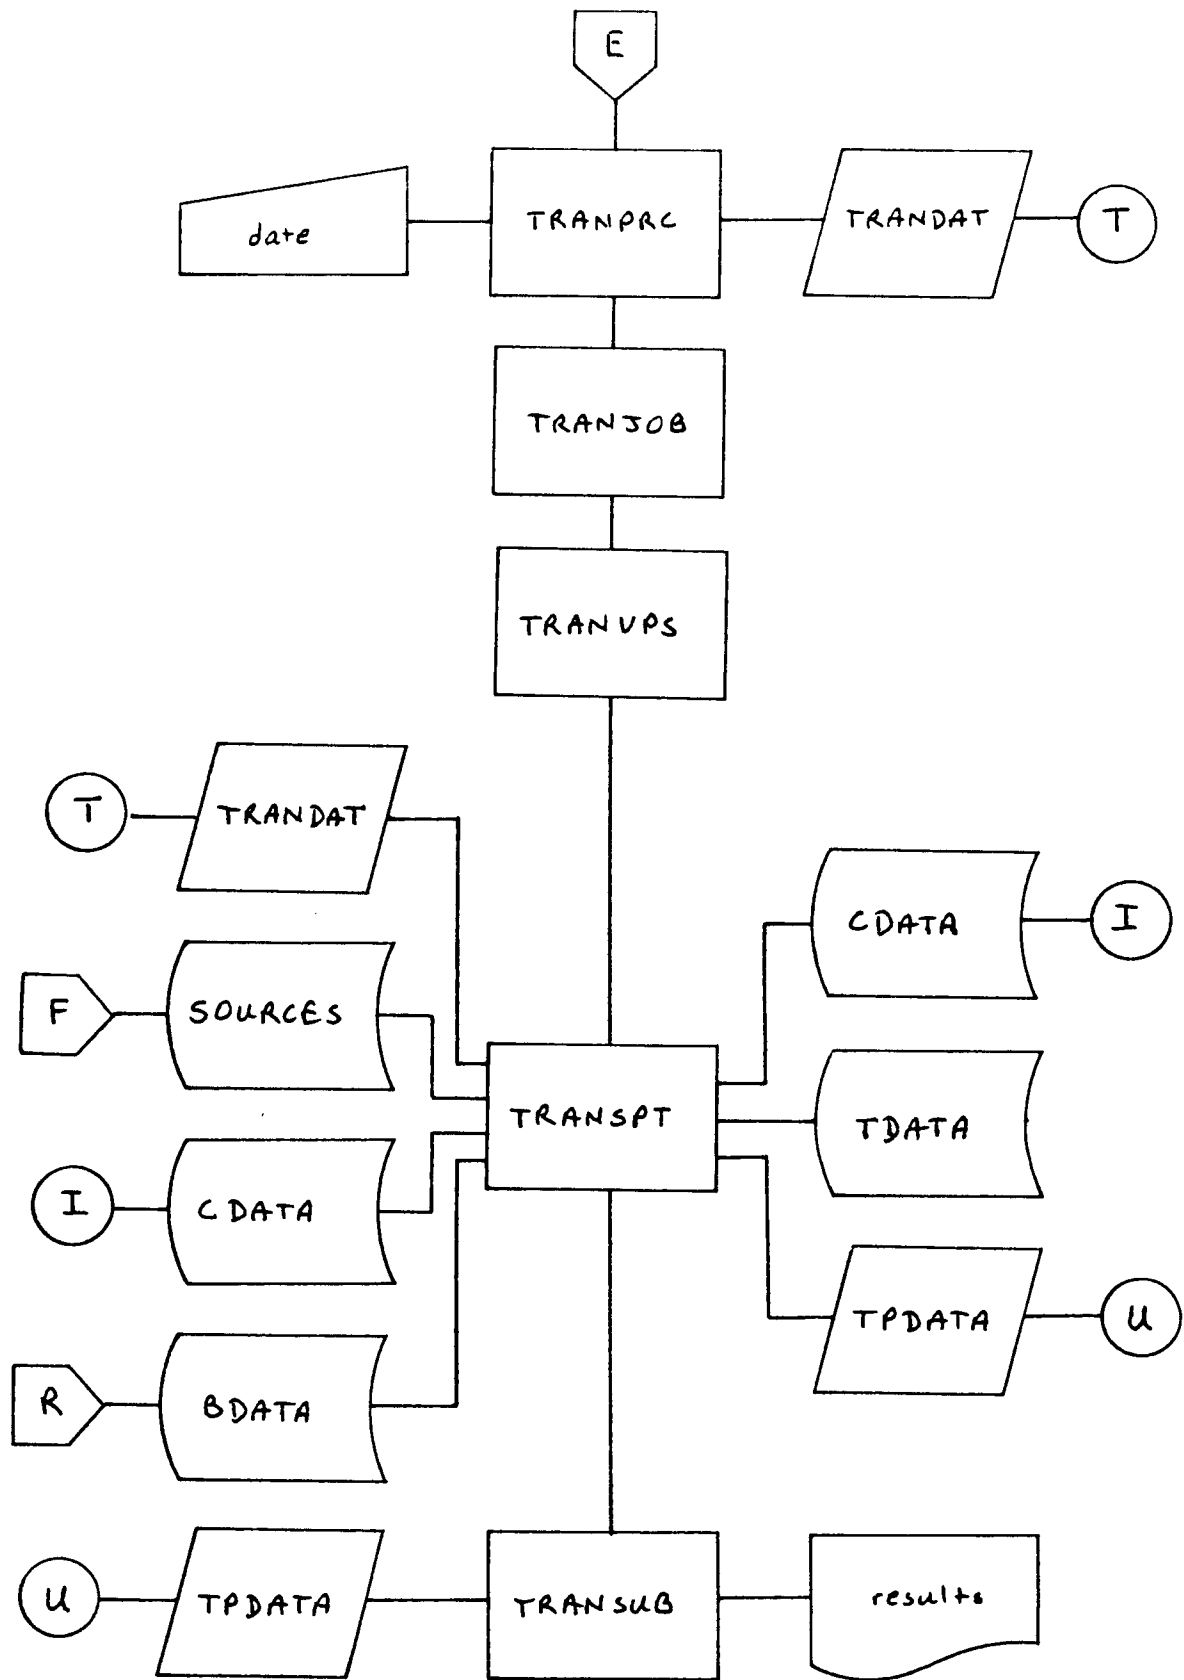 E
date
TRANPRC
TRANDAT
T
TRANJOB
TRANUPS
T
TRANDAT
CDATA
I
F
SOURCES
TRANSPT
TDATA
I
CDATA
TPDATA
U
R
BDATA
U
TPDATA
TRANSUB
results